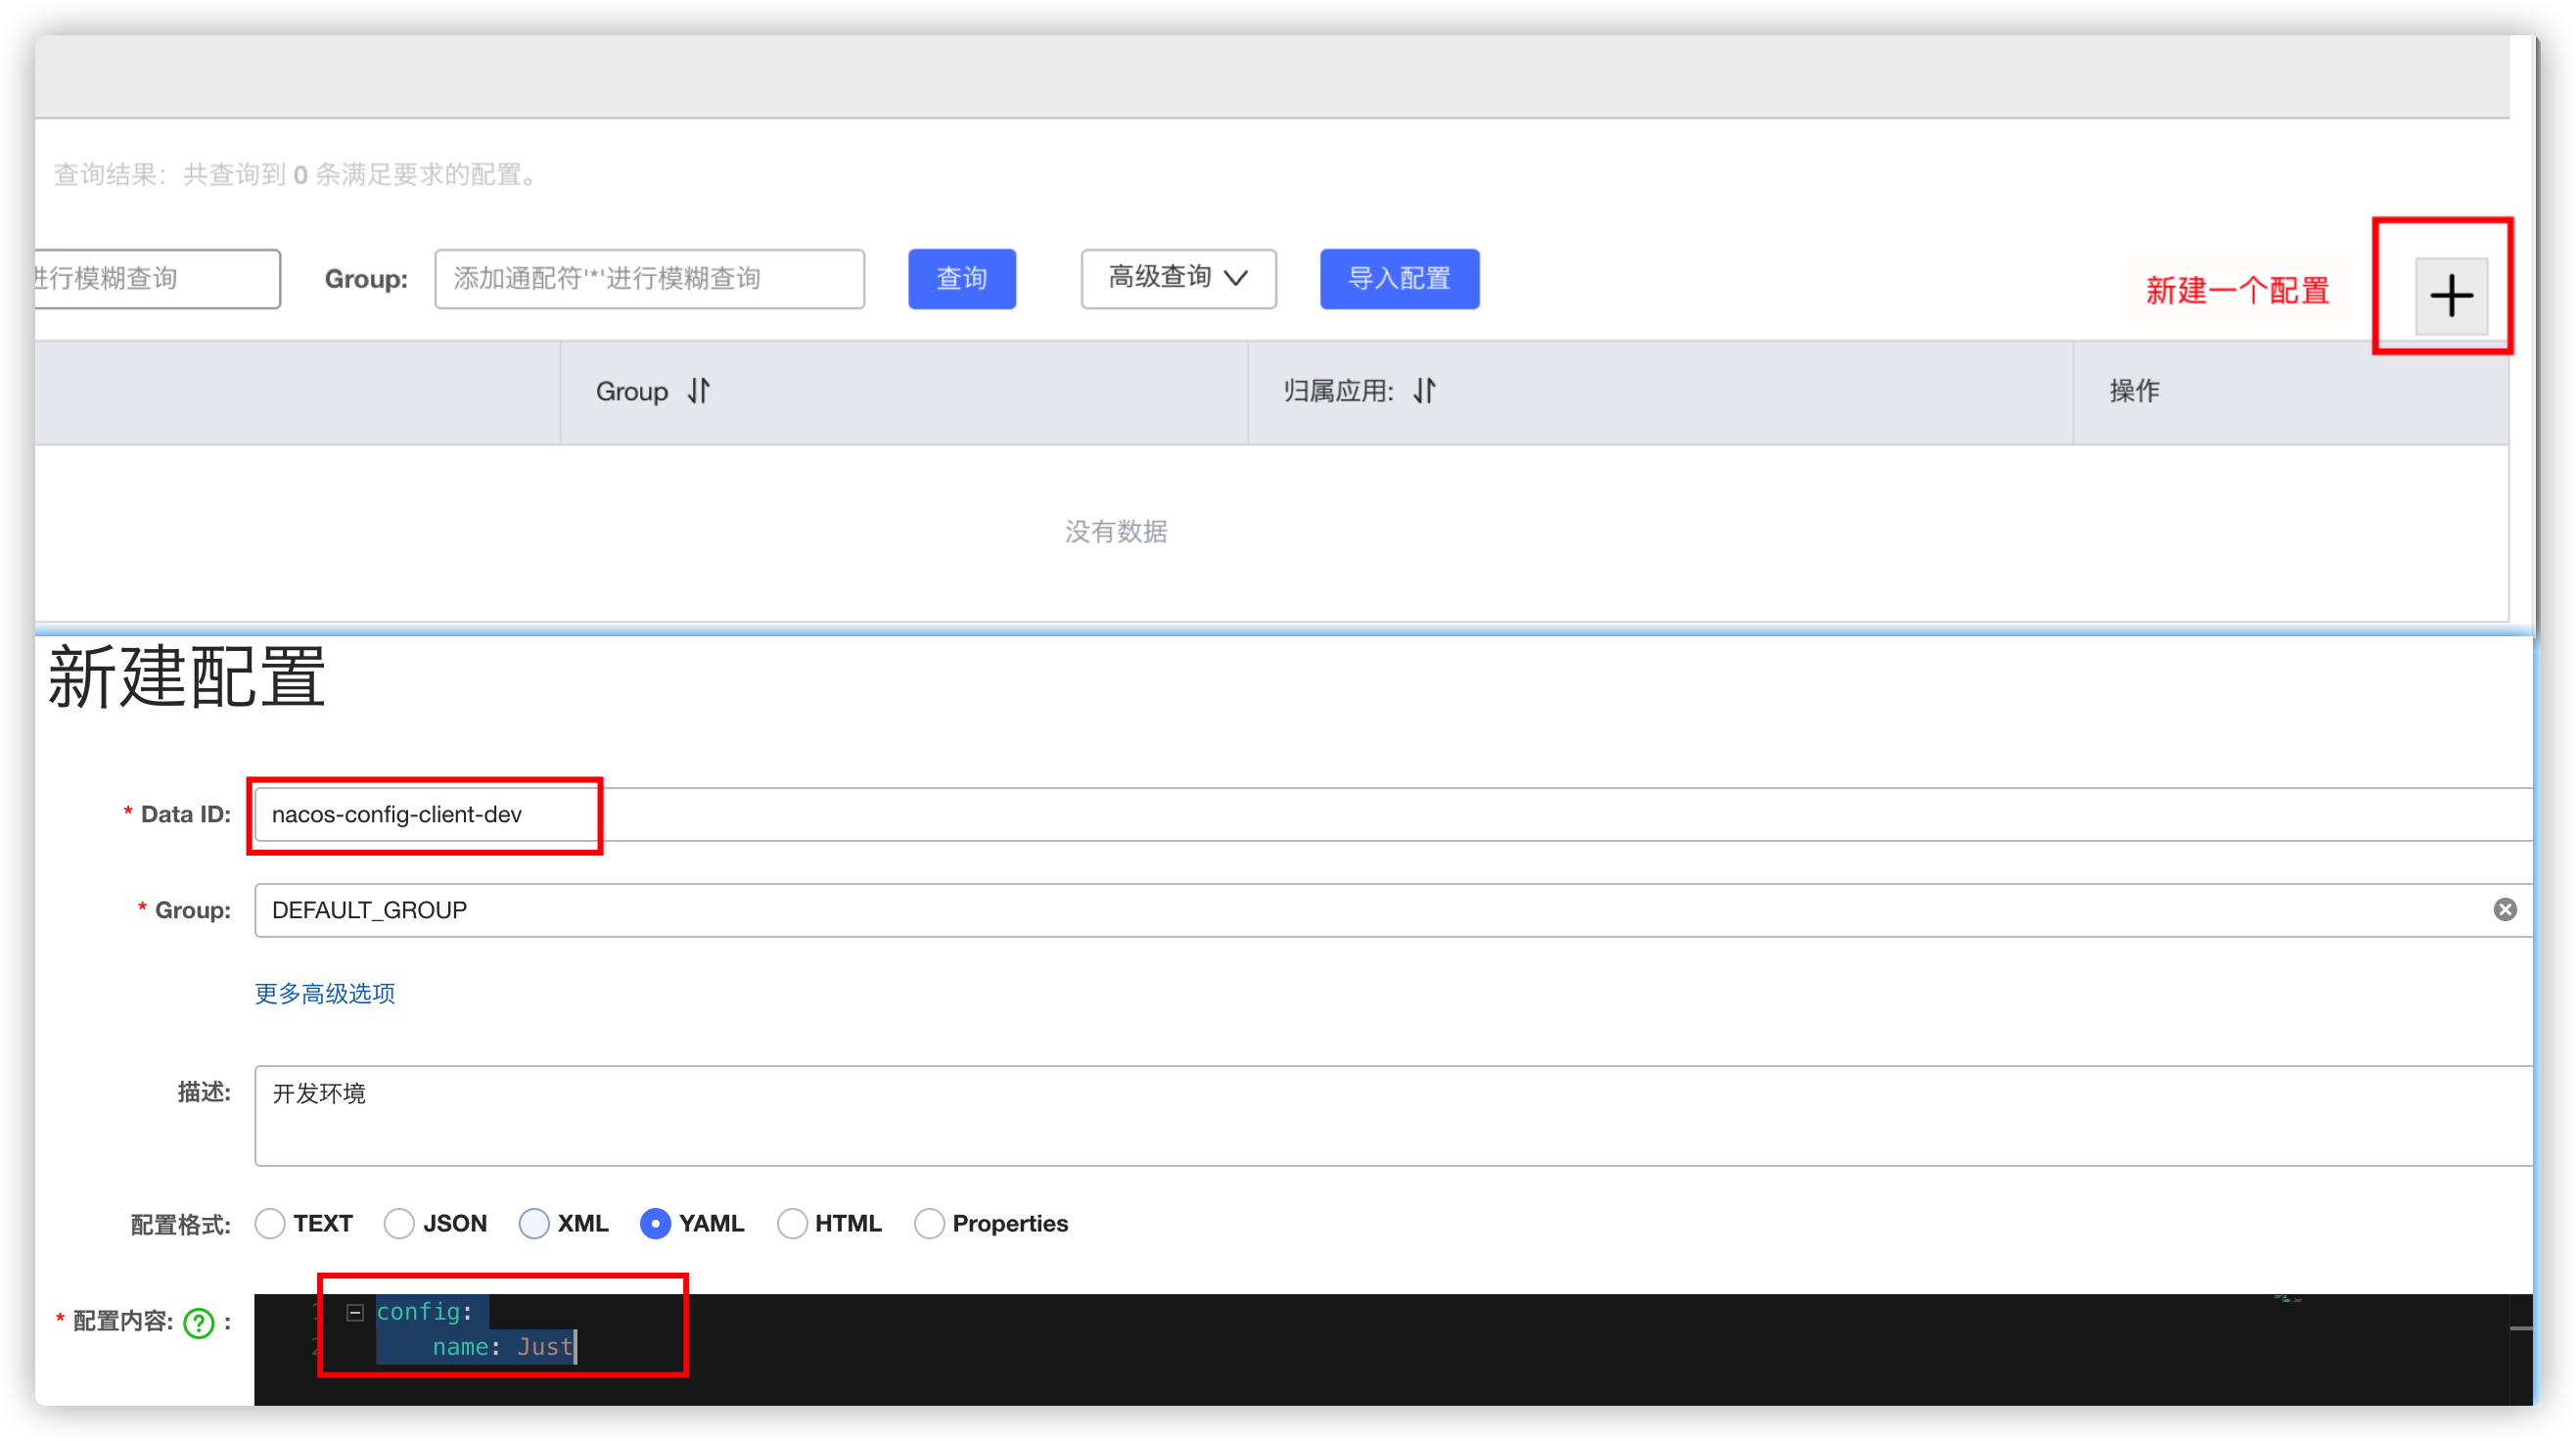 查询结果：共查询到 0 条满足要求的配置。
进行模糊查询 Group: 添加通配符'*'进行模糊查询 查询 高级查询 导入配置 新建一个配置
Group 归属应用: 操作
没有数据
新建配置
* Data ID: nacos-config-client-dev
* Group: DEFAULT_GROUP
更多高级选项
描述: 开发环境
配置格式: TEXT JSON XML YAML HTML Properties
* 配置内容: ? :
1 config:
2 name: Just